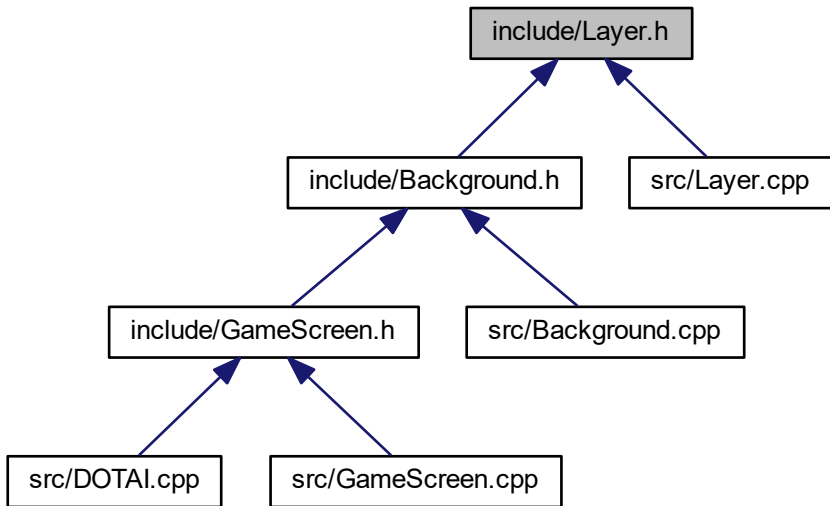 include/Layer.h
include/Background.h
src/Layer.cpp
include/GameScreen.h
src/Background.cpp
src/DOTAI.cpp
src/GameScreen.cpp